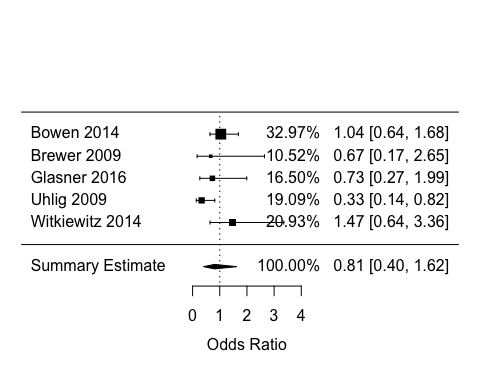 Bowen 2014 32.97% 1.04 [0.64, 1.68]
Brewer 2009 10.52% 0.67 [0.17, 2.65]
Glasner 2016 16.50% 0.73 [0.27, 1.99]
Uhlig 2009 19.09% 0.33 [0.14, 0.82]
Witkiewitz 2014 20.93% 1.47 [0.64, 3.36]
Summary Estimate 100.00% 0.81 [0.40, 1.62]
0 1 2 3 4
Odds Ratio